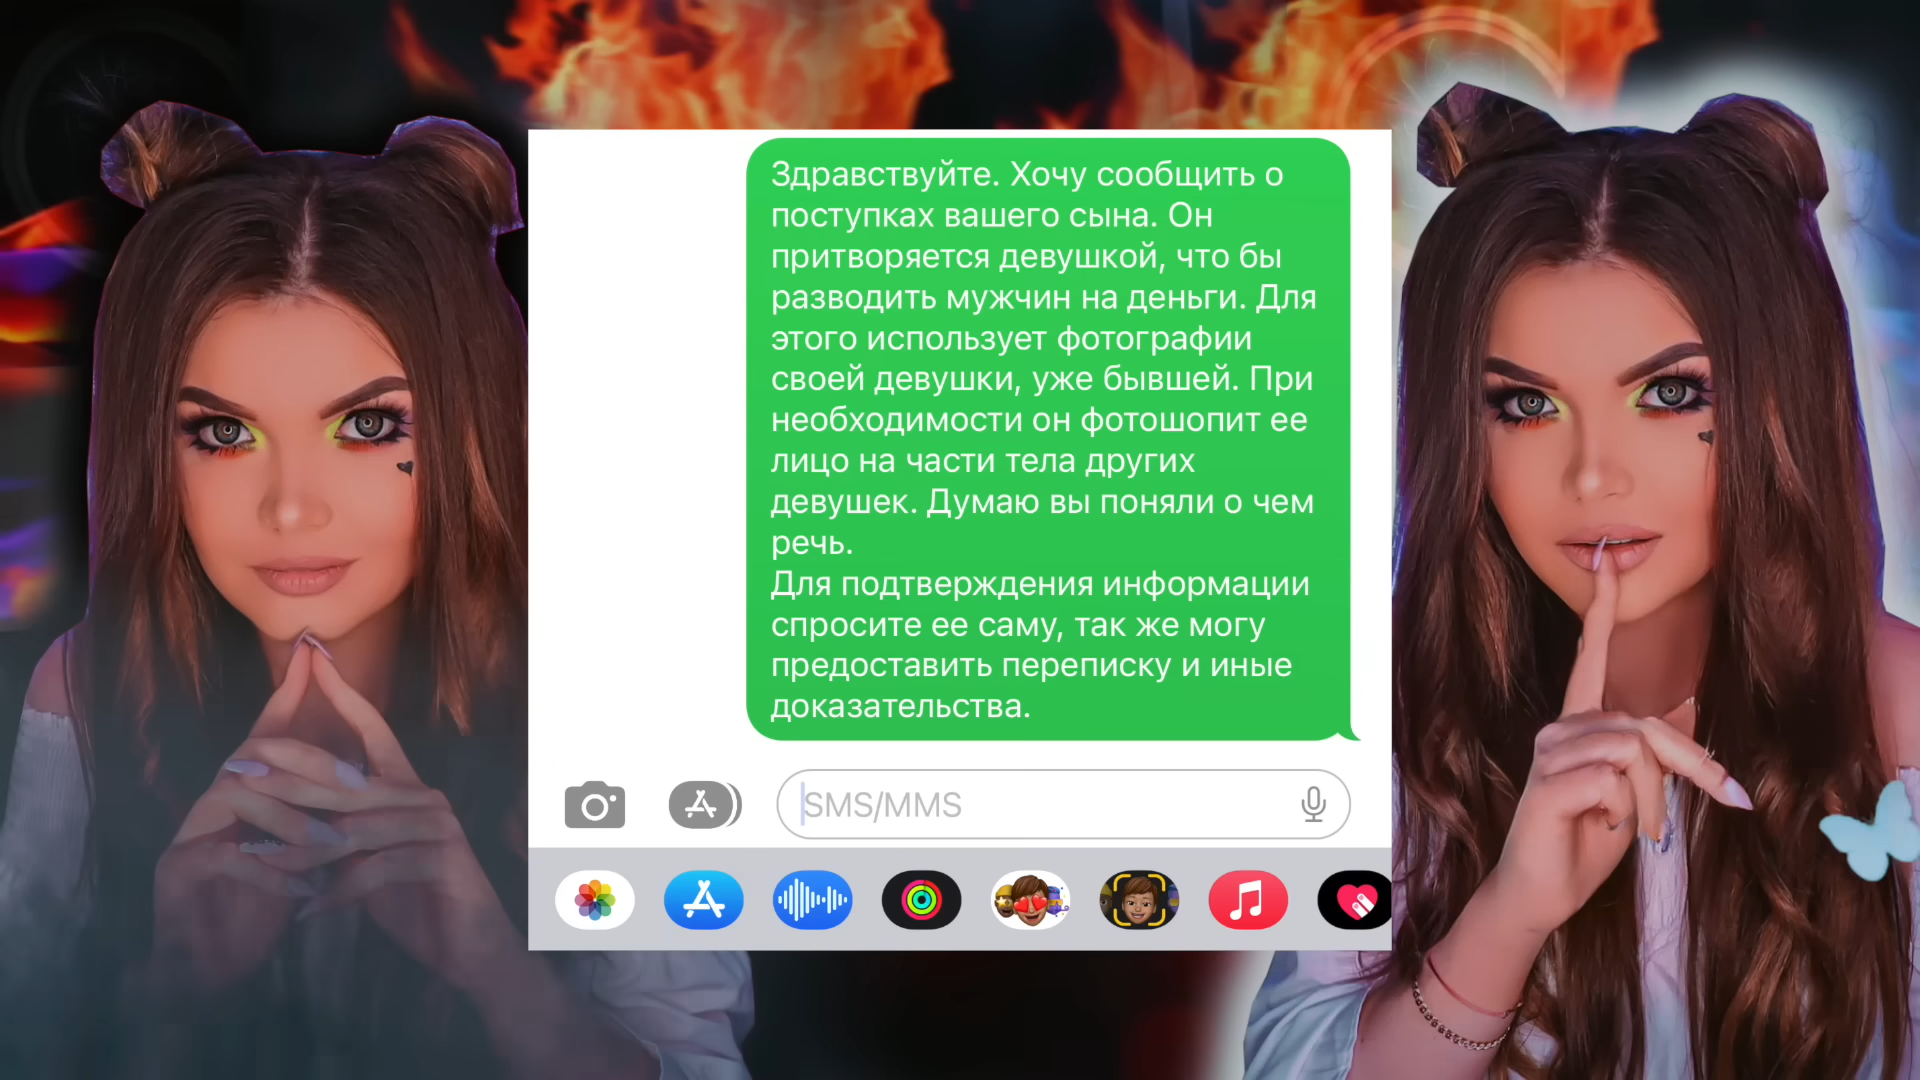 Здравствуйте. Хочу сообщить о
поступках вашего сына. Он
притворяется девушкой, что бы
разводить мужчин на деньги. Для
этого использует фотографии
своей девушки, уже бывшей. При
необходимости он фотошопит ее
лицо на части тела других
девушек. Думаю вы поняли о чем
речь.
Для подтверждения информации
спросите ее саму, так же могу
предоставить переписку и иные
доказательства.
SMS/MMS